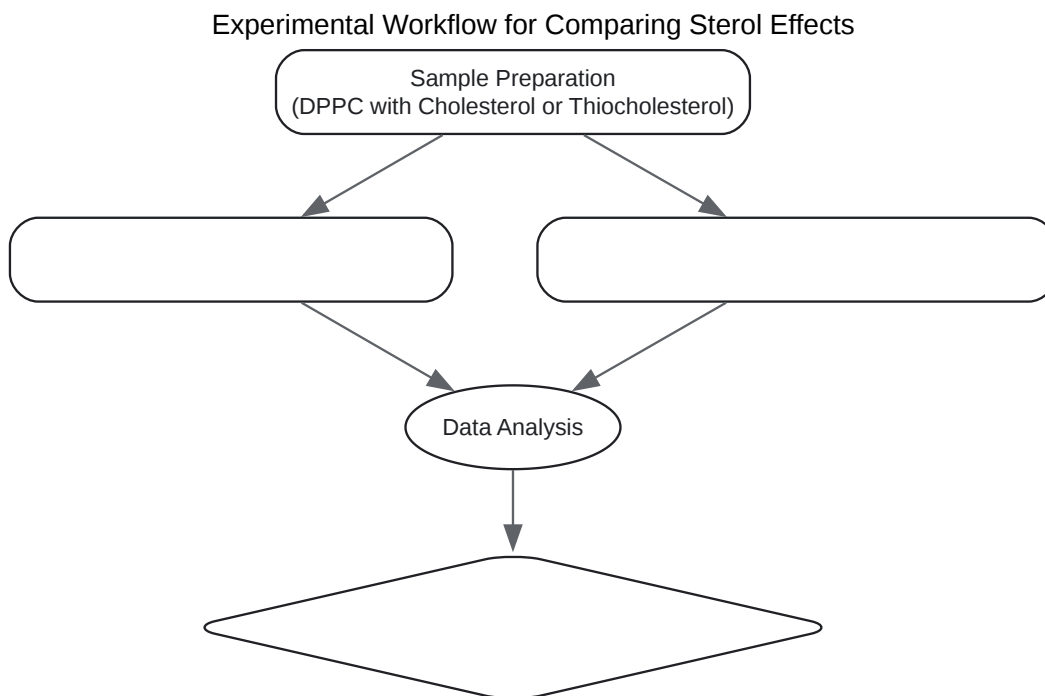 Experimental Workflow for Comparing Sterol Effects
Sample Preparation
(DPPC with Cholesterol or Thiocholesterol)
Data Analysis